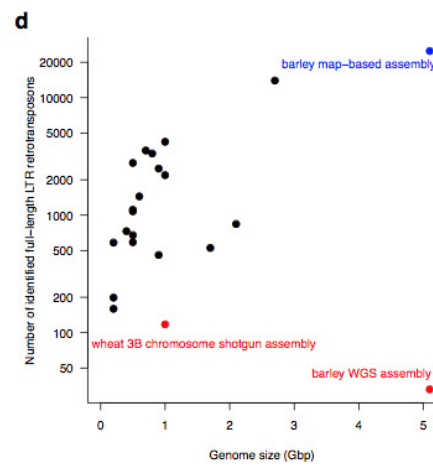 d
barley map-based assembly
20000
10000
5000
2000
1000
500
200
100
50
Number of identified full-length LTR retrotransposons
wheat 3B chromosome shotgun assembly
barley WGS assembly
0 1 2 3 4 5
Genome size (Gbp)